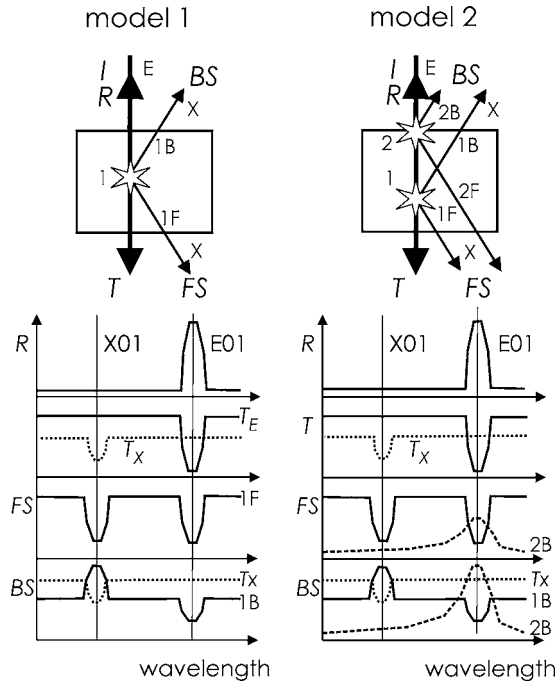 model 1
model 2
I
E
BS
R
X
1B
1
1F
X
T
FS
I
E
BS
R
2B
X
2
1B
1
2F
1F
X
T
FS
R
X01
E01
T_E
T_X
FS
1F
BS
Tx
1B
wavelength
R
X01
E01
T
T_X
FS
2B
BS
Tx
1B
2B
wavelength